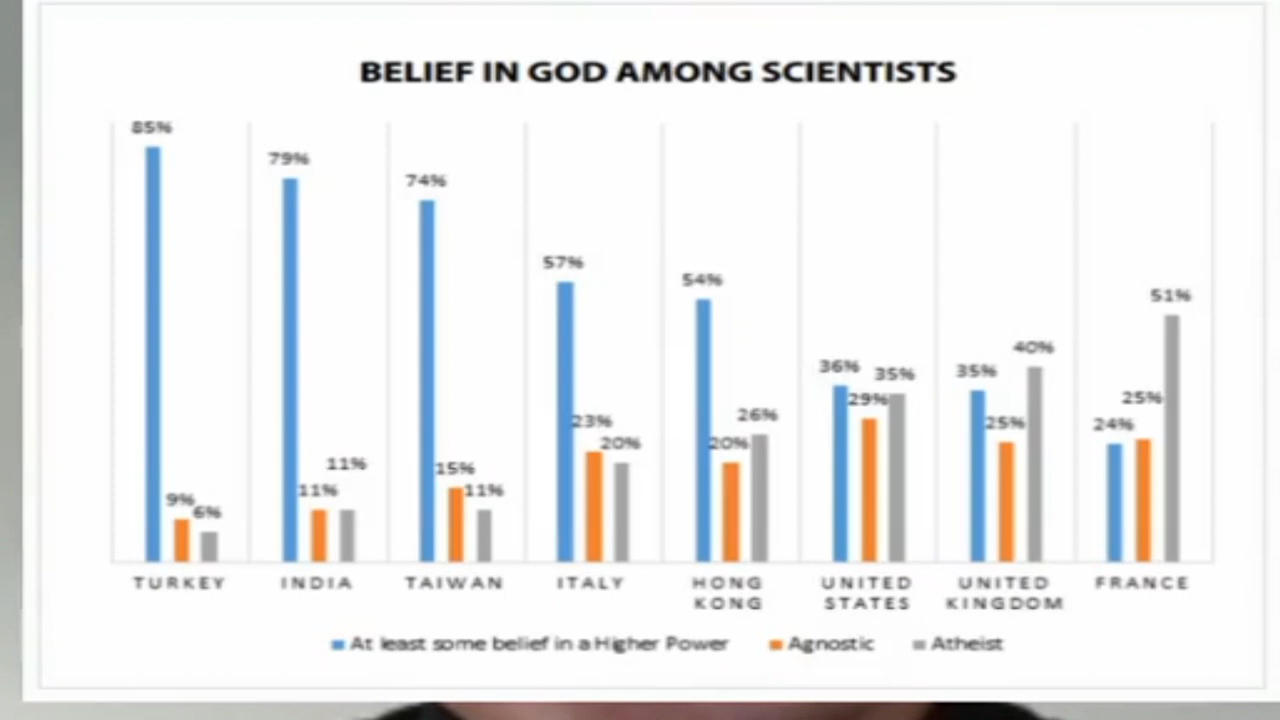 BELIEF IN GOD AMONG SCIENTISTS
85%
9%
6%
79%
11%
11%
74%
15%
11%
57%
23%
20%
54%
20%
26%
36%
29%
35%
35%
25%
40%
24%
25%
51%
TURKEY
INDIA
TAIWAN
ITALY
HONG
KONG
UNITED
STATES
UNITED
KINGDOM
FRANCE
At least some belief in a Higher Power
Agnostic
Atheist